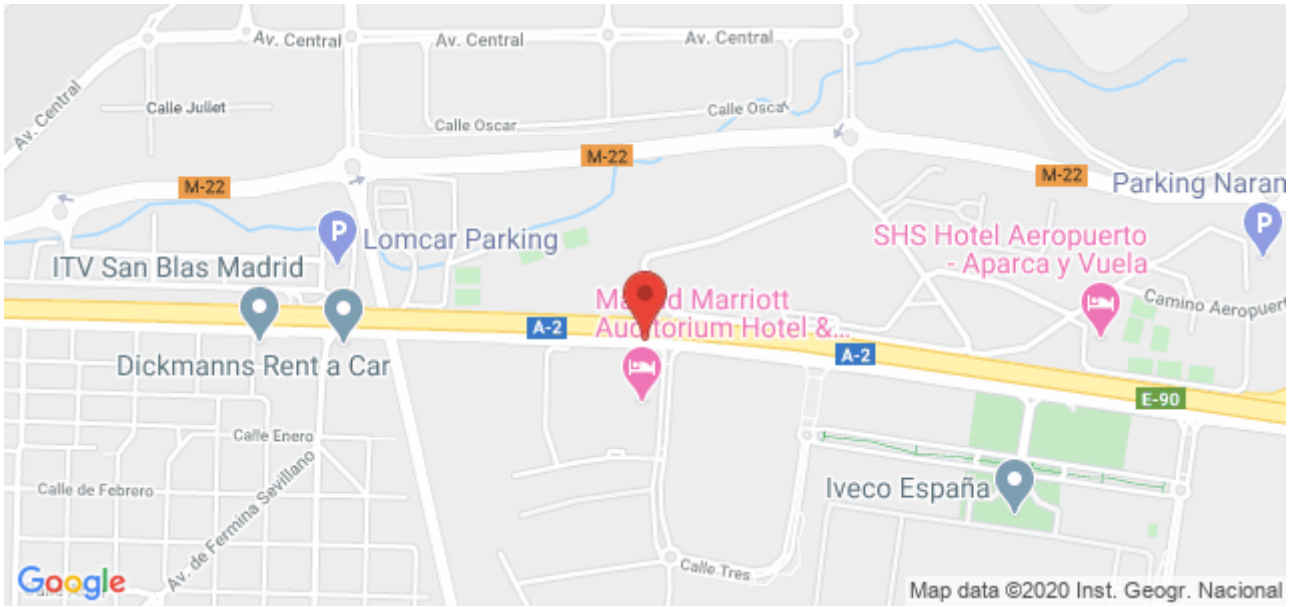 Av. Central
Av. Central
Av. Central
Av. Central
Calle Juliet
Calle Oscar
Calle Oscar
M-22
M-22
M-22
Parking Naran
Lomcar Parking
SHS Hotel Aeropuerto
- Aparca y Vuela
ITV San Blas Madrid
Camino Aeropuert
Marriott
Hotel &...
A-2
A-2
Dickmanns Rent a Car
E-90
Calle Enero
Calle de Febrero
Av. de Fermina Sevillano
Iveco España
Calle Tres
Google
Map data ©2020 Inst. Geogr. Nacional